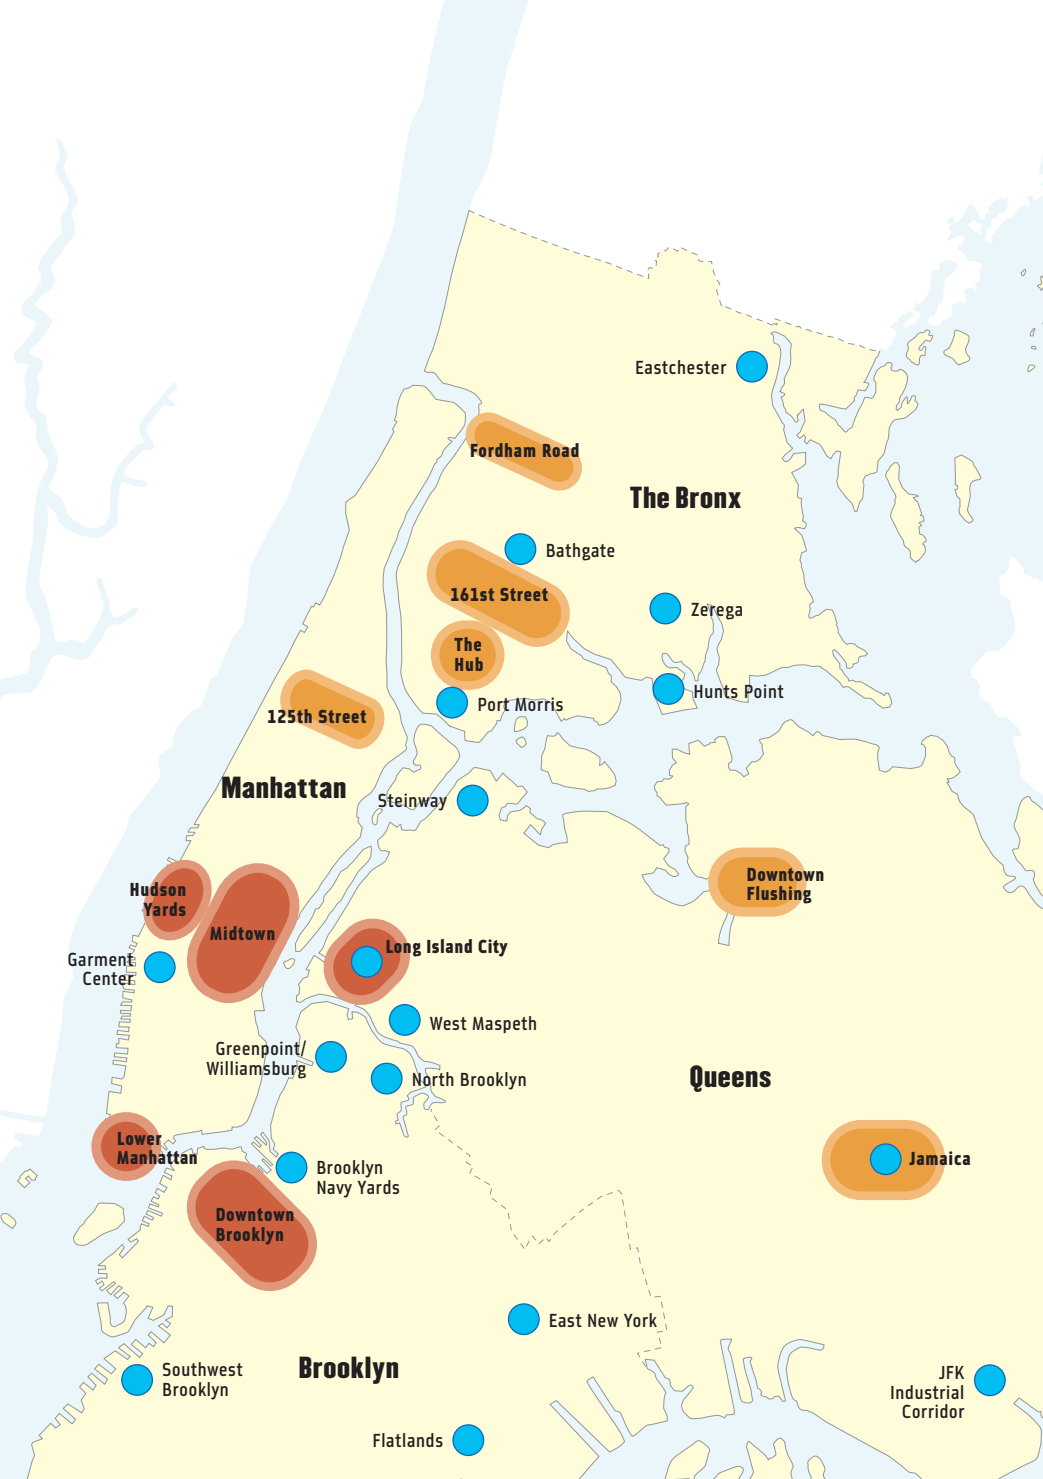 Eastchester
Fordham Road
The Bronx
Bathgate
161st Street
Zerega
The
Hub
Hunts Point
Port Morris
125th Street
Manhattan
Steinway
Downtown
Flushing
Hudson
Yards
Midtown
Long Island City
Garment
Center
West Maspeth
Greenpoint/
Williamsburg
North Brooklyn
Queens
Lower
Manhattan
Jamaica
Brooklyn
Navy Yards
Downtown
Brooklyn
East New York
Brooklyn
Southwest
Brooklyn
JFK
Industrial
Corridor
Flatlands